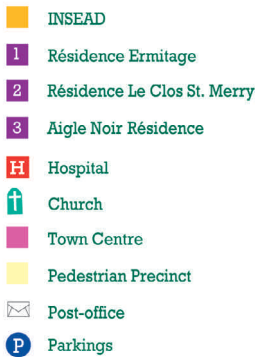 INSEAD
1 Résidence Ermitage
2 Résidence Le Clos St. Merry
3 Aigle Noir Résidence
H Hospital
Church
Town Centre
Pedestrian Precinct
Post-office
P Parkings